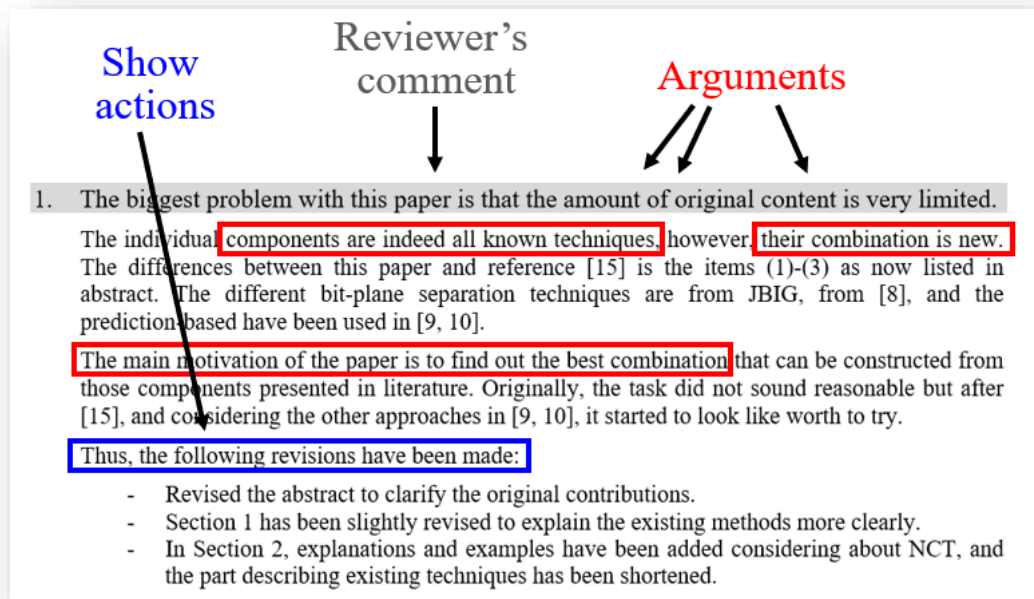 Show
actions
Reviewer's
comment
Arguments
1. The biggest problem with this paper is that the amount of original content is very limited.
The individual components are indeed all known techniques, however, their combination is new.
The differences between this paper and reference [15] is the items (1)-(3) as now listed in
abstract. The different bit-plane separation techniques are from JBIG, from [8], and the
prediction-based have been used in [9, 10].
The main motivation of the paper is to find out the best combination that can be constructed from
those components presented in literature. Originally, the task did not sound reasonable but after
[15], and considering the other approaches in [9, 10], it started to look like worth to try.
Thus, the following revisions have been made:
- Revised the abstract to clarify the original contributions.
- Section 1 has been slightly revised to explain the existing methods more clearly.
- In Section 2, explanations and examples have been added considering about NCT, and
the part describing existing techniques has been shortened.